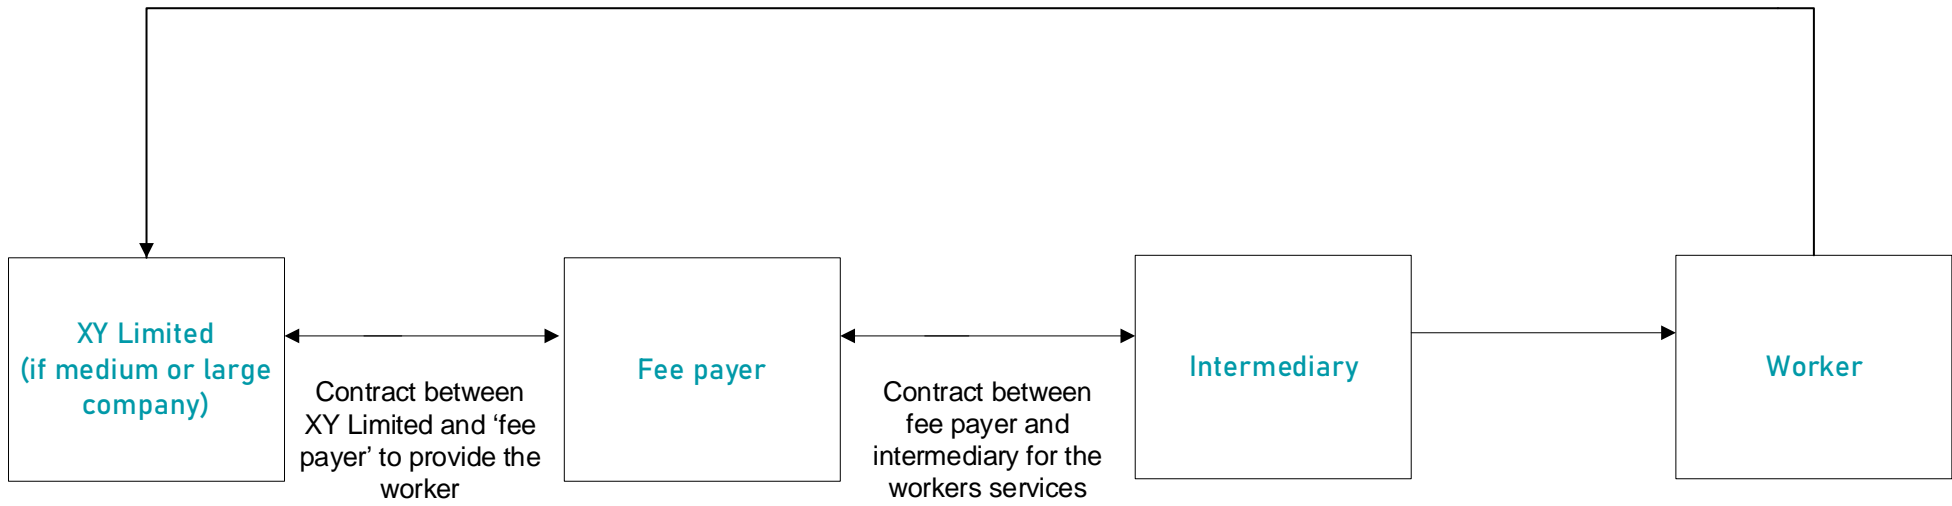 XY Limited
(if medium or large
company)
Contract between
XY Limited and ‘fee
payer’ to provide the
worker
Fee payer
Contract between
fee payer and
intermediary for the
workers services
Intermediary
Worker